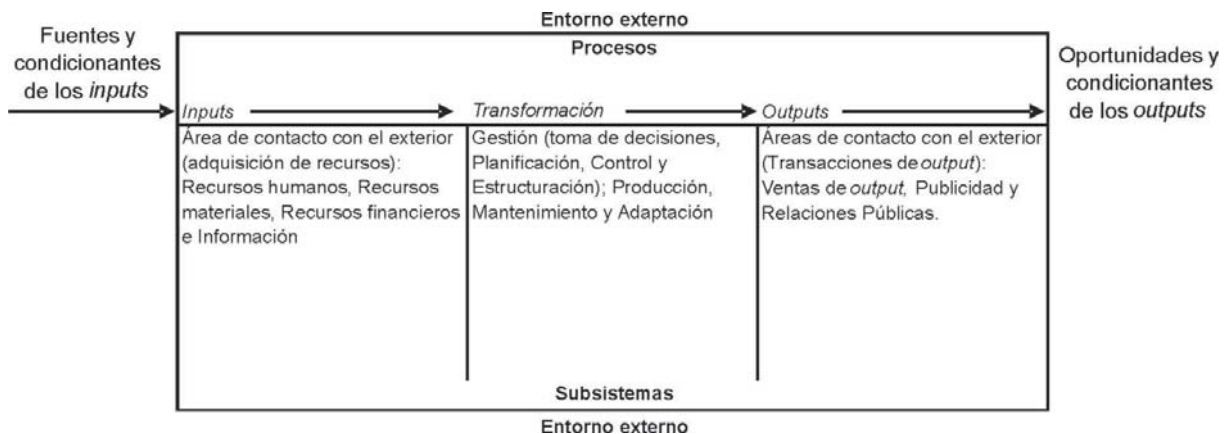 Entorno externo
Fuentes y
condicionantes
de los inputs
Procesos
Oportunidades y
condicionantes
de los outputs
Inputs
Transformación
Outputs
Área de contacto con el exterior
(adquisición de recursos):
Recursos humanos, Recursos
materiales, Recursos financieros
e Información
Gestión (toma de decisiones,
Planificación, Control y
Estructuración); Producción,
Mantenimiento y Adaptación
Áreas de contacto con el exterior
(Transacciones de output):
Ventas de output, Publicidad y
Relaciones Públicas.
Subsistemas
Entorno externo